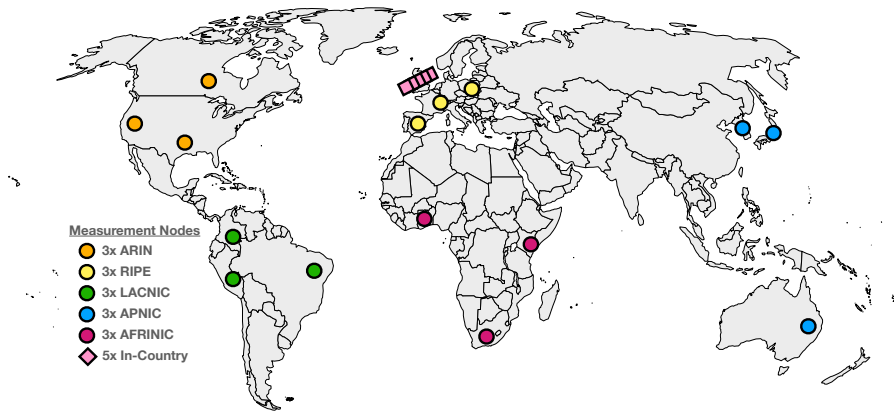 Measurement Nodes
3x ARIN
3x RIPE
3x LACNIC
3x APNIC
3x AFRINIC
5x In-Country